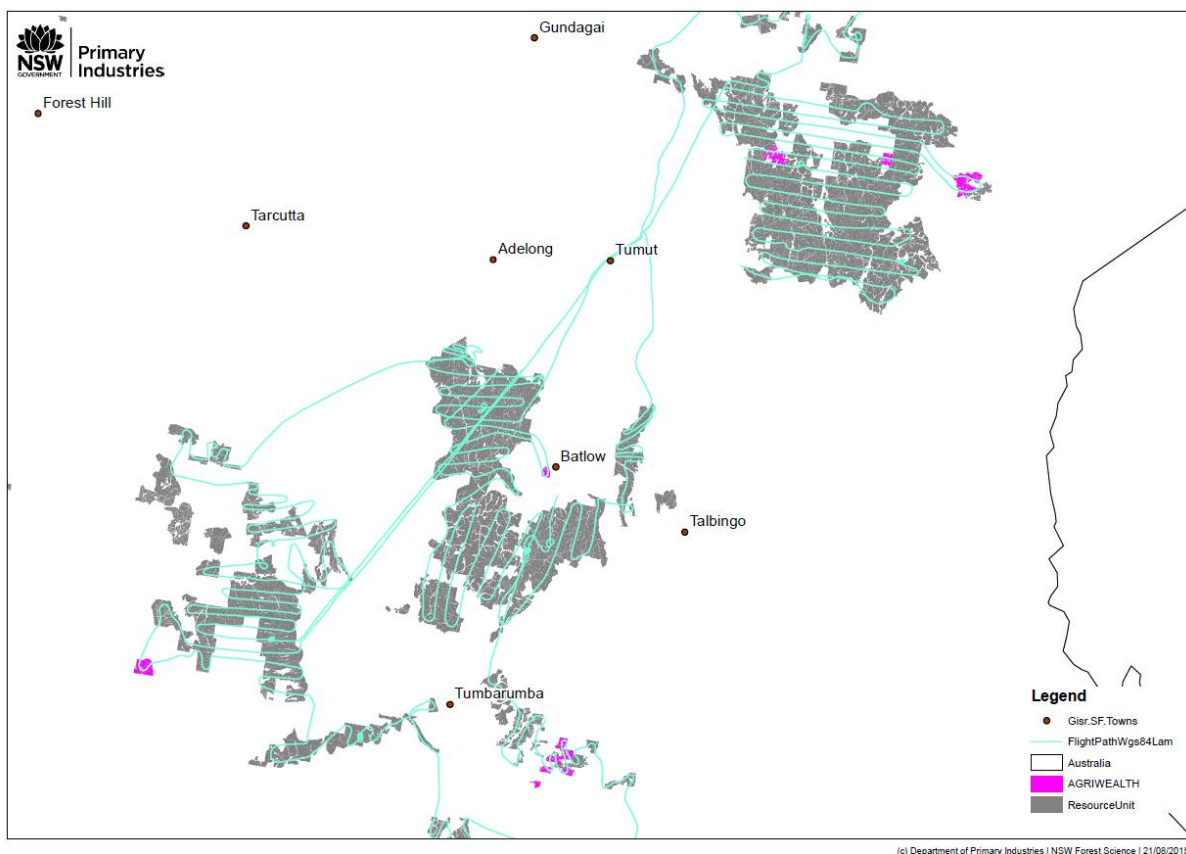 Gundagai
NSW
GOVERNMENT
Primary
Industries
Forest Hill
Tarcutta
Adelong
Tumut
Batlow
Talbingo
Tumbarumba
Legend
Gisr.SF.Towns
FlightPathWgs84Lam
Australia
AGRIWEALTH
ResourceUnit
(c) Department of Primary Industries | NSW Forest Science | 21/08/2015